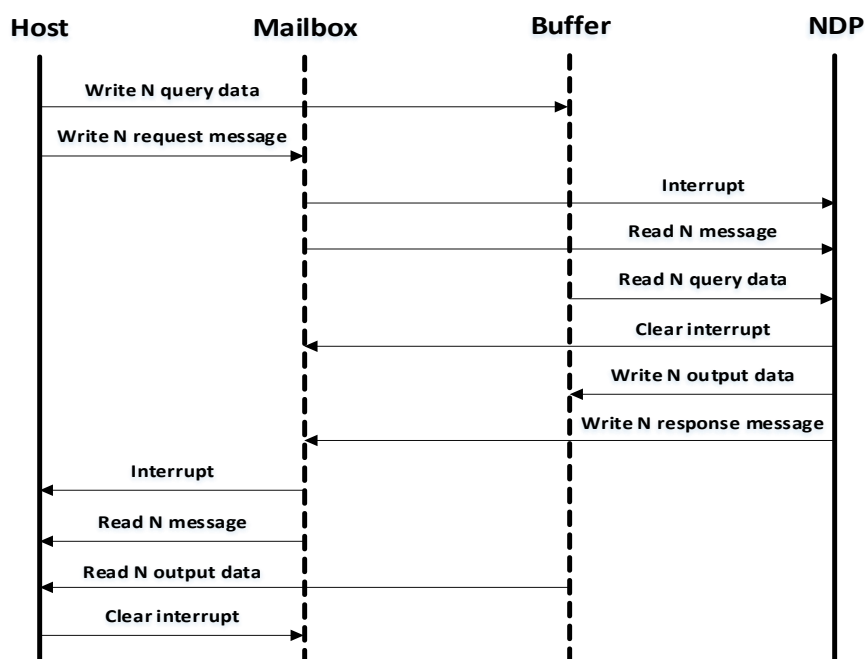 Host
Mailbox
Buffer
NDP
Write N query data
Write N request message
Interrupt
Read N message
Read N query data
Clear interrupt
Write N output data
Write N response message
Interrupt
Read N message
Read N output data
Clear interrupt